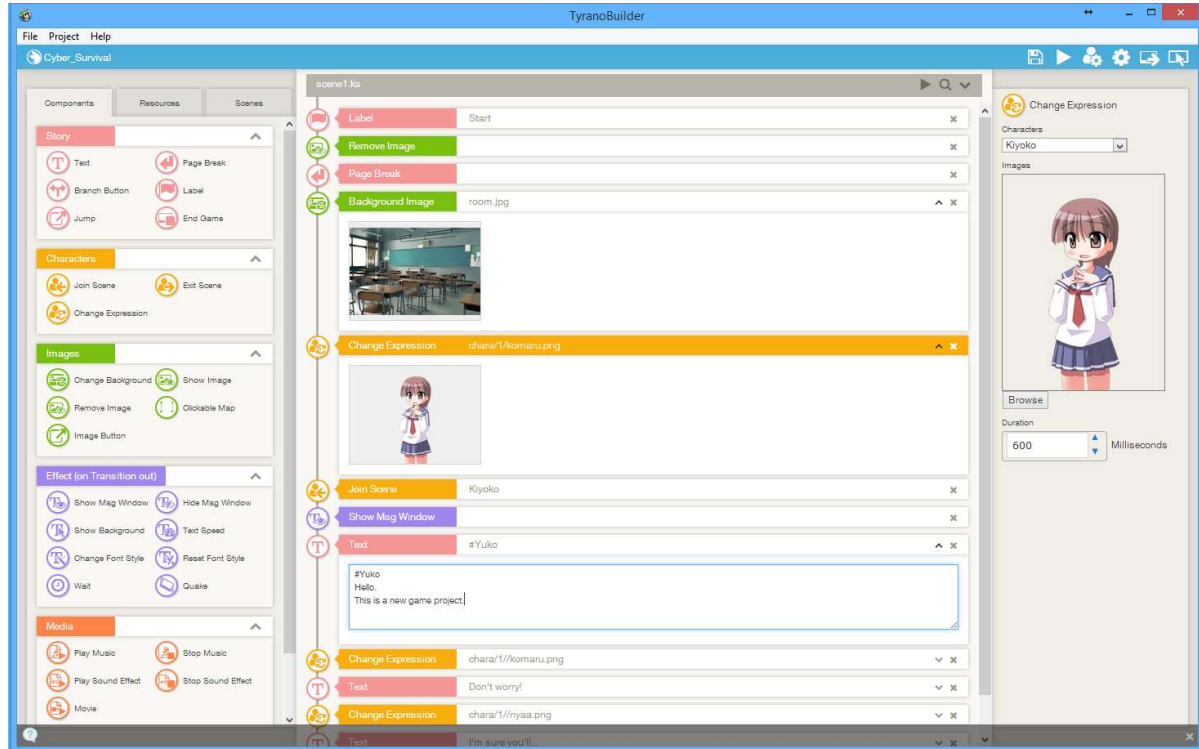 TyranoBuilder
File Project Help
Cyber_Survival
Components Resources Scenes
Story
Text Page Break
Branch Button Label
Jump End Game
Characters
Join Scene Exit Scene
Change Expression
Images
Change Background Show Image
Remove Image Clickable Map
Image Button
Effect (on Transition out)
Show Msg Window Hide Msg Window
Show Background Text Speed
Change Font Style Reset Font Style
Wait Quake
Media
Play Music Stop Music
Play Sound Effect Stop Sound Effect
Movie
scene1.ks
Label Start
Remove Image
Page Break
Background Image room.jpg
Change Expression chara/1/komaru.png
Join Scene Kiyoko
Show Msg Window
Text #Yuko
#Yuko
Hello.
This is a new game project.
Change Expression chara/1//komaru.png
Text Don't worry!
Change Expression chara/1//nyaa.png
Text I'm sure you'll...
Change Expression
Characters
Kiyoko
Images
Browse
Duration
600 Milliseconds